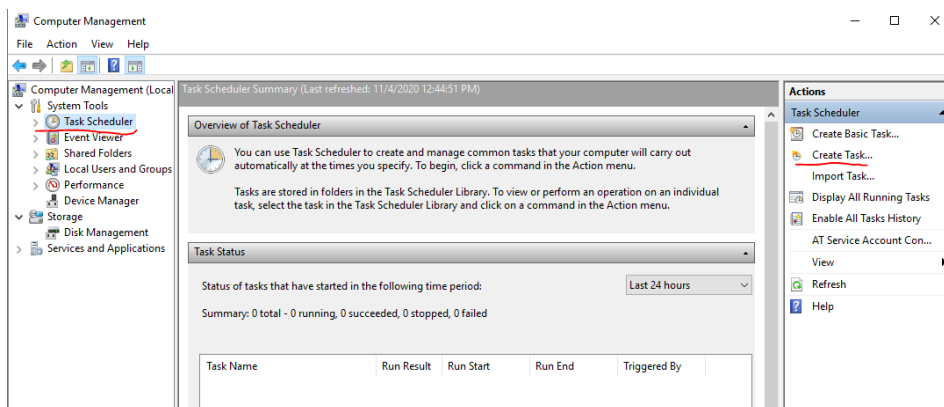 Computer Management
File Action View Help
Computer Management (Local
System Tools
Task Scheduler
Event Viewer
Shared Folders
Local Users and Groups
Performance
Device Manager
Storage
Disk Management
Services and Applications
Task Scheduler Summary (Last refreshed: 11/4/2020 12:44:51 PM)
Overview of Task Scheduler
You can use Task Scheduler to create and manage common tasks that your computer will carry out
automatically at the times you specify. To begin, click a command in the Action menu.
Tasks are stored in folders in the Task Scheduler Library. To view or perform an operation on an individual
task, select the task in the Task Scheduler Library and click on a command in the Action menu.
Task Status
Status of tasks that have started in the following time period:
Last 24 hours
Summary: 0 total - 0 running, 0 succeeded, 0 stopped, 0 failed
Task Name Run Result Run Start Run End Triggered By
Actions
Task Scheduler
Create Basic Task...
Create Task...
Import Task...
Display All Running Tasks
Enable All Tasks History
AT Service Account Con...
View
Refresh
Help